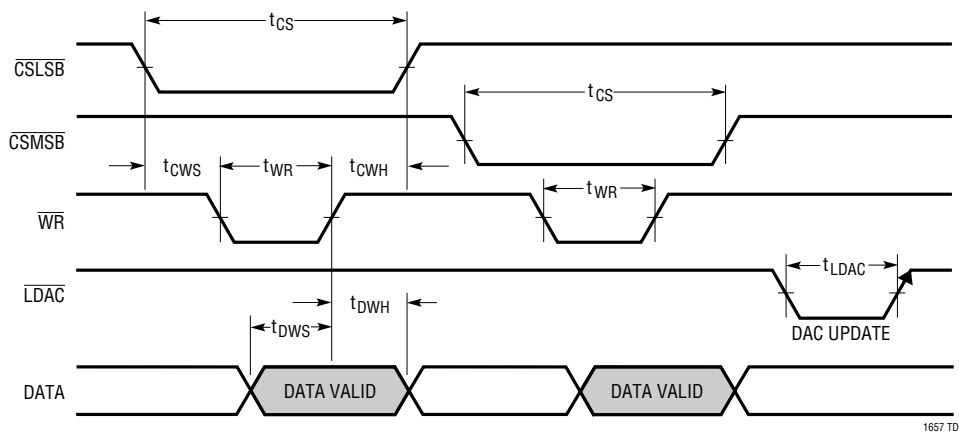 tCS
CSLSB
tCS
CSMSB
tCWS tWR tCWH
tWR
WR
tLDAC
LDAC
tDWH
tDWS
DAC UPDATE
DATA DATA VALID DATA VALID
1657 TD